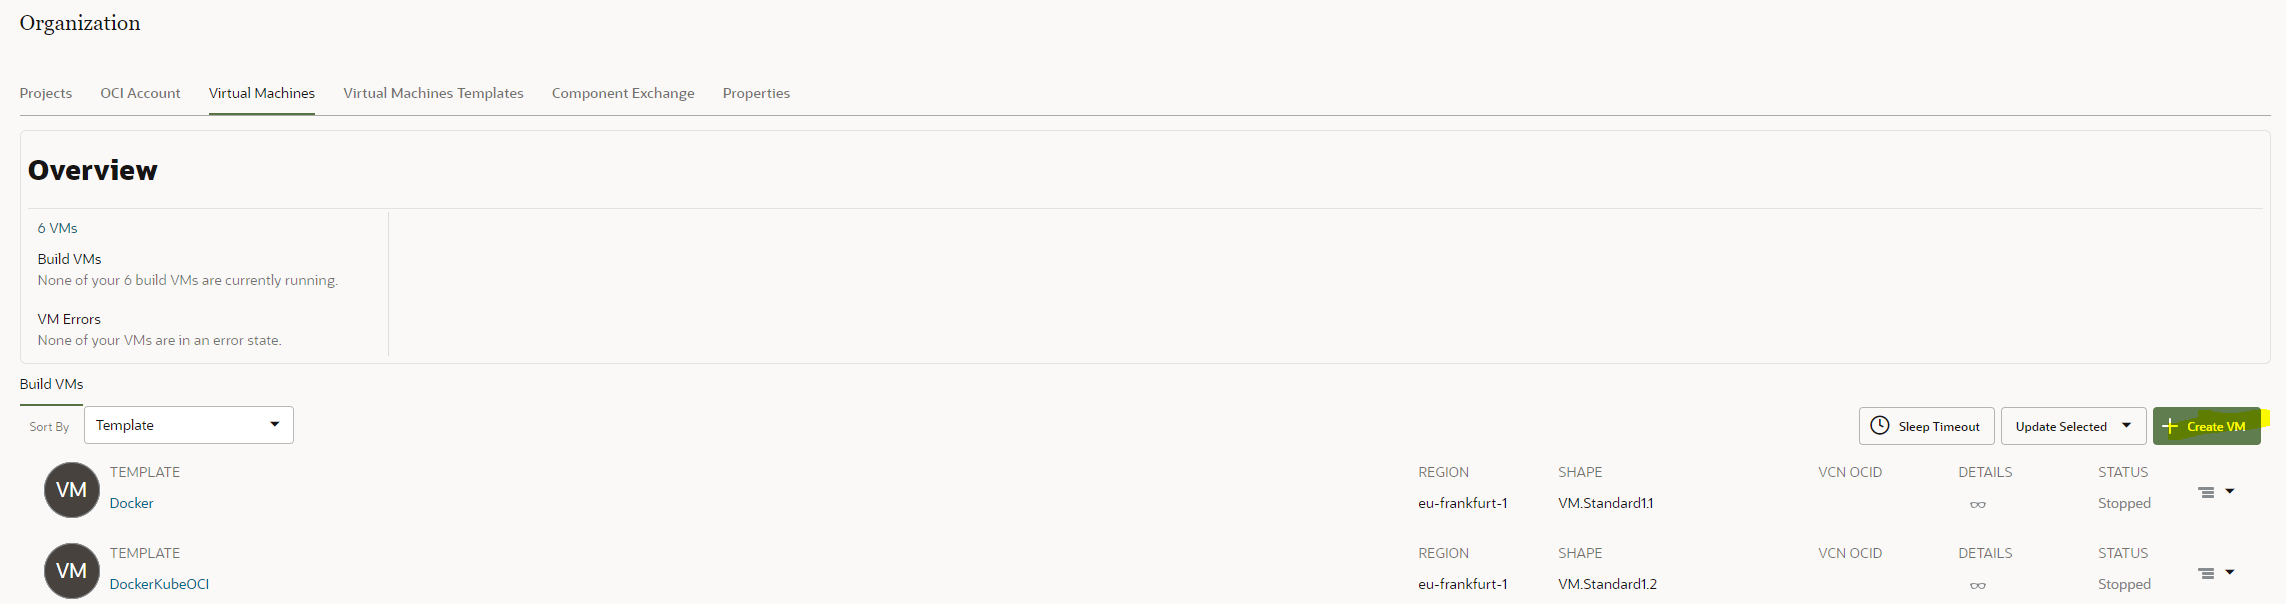 Organization
Projects OCI Account Virtual Machines Virtual Machines Templates Component Exchange Properties
Overview
6 VMs
Build VMs
None of your 6 build VMs are currently running.
VM Errors
None of your VMs are in an error state.
Build VMs
Sort By Template Sleep Timeout Update Selected Create VM
VM TEMPLATE REGION SHAPE VCN OCID DETAILS STATUS
Docker eu-frankfurt-1 VM.Standard1.1 Stopped
VM TEMPLATE REGION SHAPE VCN OCID DETAILS STATUS
DockerKubeOCI eu-frankfurt-1 VM.Standard1.2 Stopped